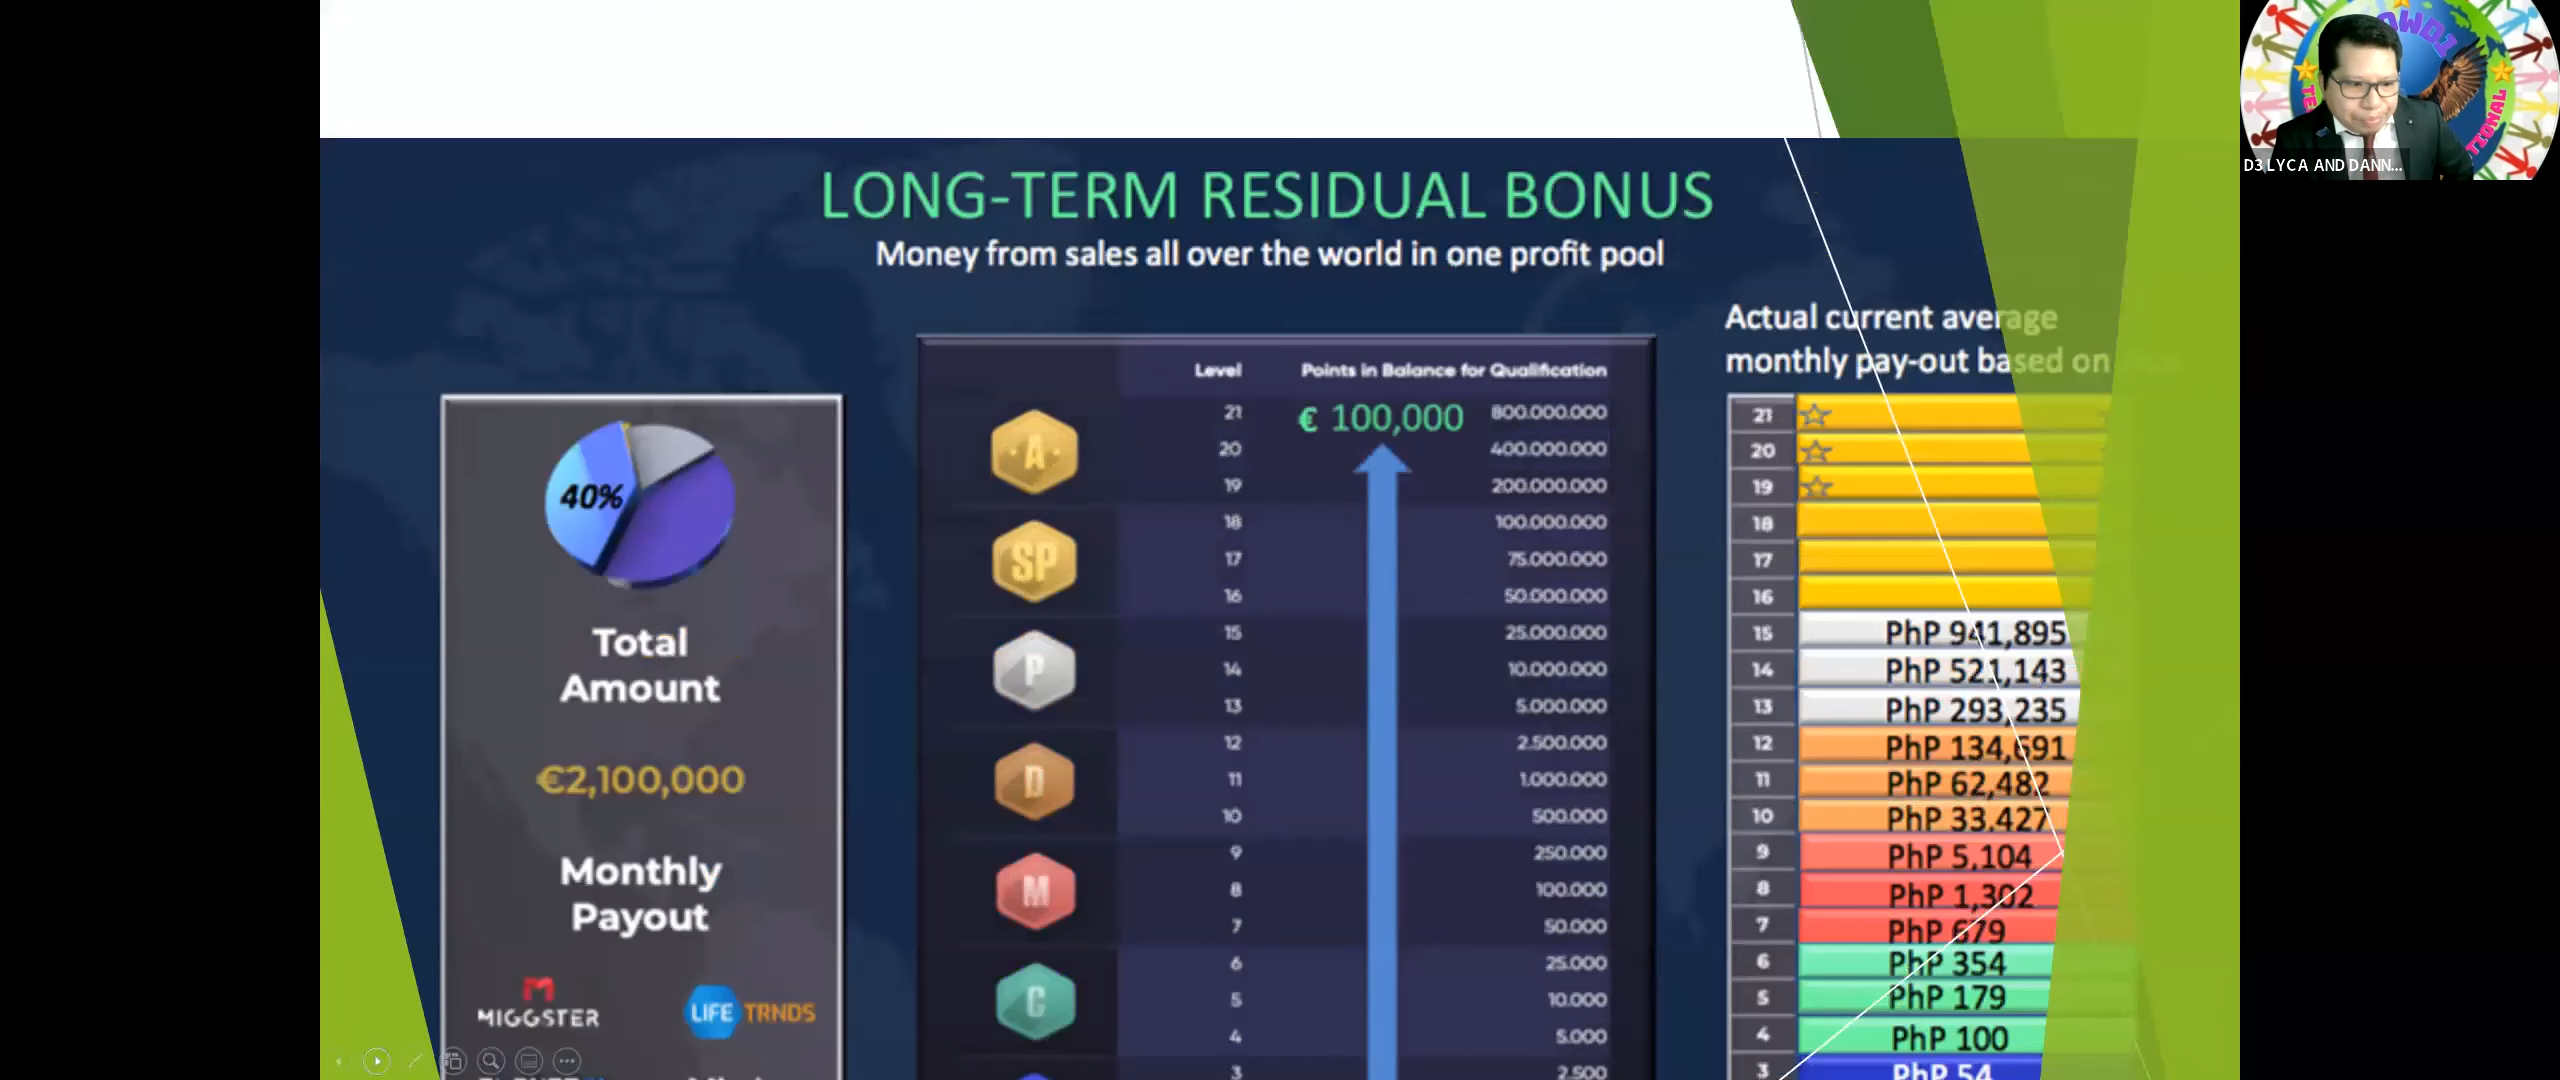 LONG-TERM RESIDUAL BONUS
Money from sales all over the world in one profit pool
40%
Total
Amount
€2,100,000
Monthly
Payout
MIGGSTER
LIFE TRNDS
Level Points in Balance for Qualification
A
SP
P
D
M
C
21 € 100,000 800.000.000
20 400.000.000
19 200.000.000
18 100.000.000
17 75.000.000
16 50.000.000
15 25.000.000
14 10.000.000
13 5.000.000
12 2.500.000
11 1.000.000
10 500.000
9 250.000
8 100.000
7 50.000
6 25.000
5 10.000
4 5.000
3 2.500
Actual current average
monthly pay-out based on
21
20
19
18
17
16
15 PhP 941,895
14 PhP 521,143
13 PhP 293,235
12 PhP 134,691
11 PhP 62,482
10 PhP 33.427
9 PhP 5,104
8 PhP 1,302
7 PhP 679
6 PhP 354
5 PhP 179
4 PhP 100
3 PhP 54
TIONAL
D3 LYCA AND DANN...